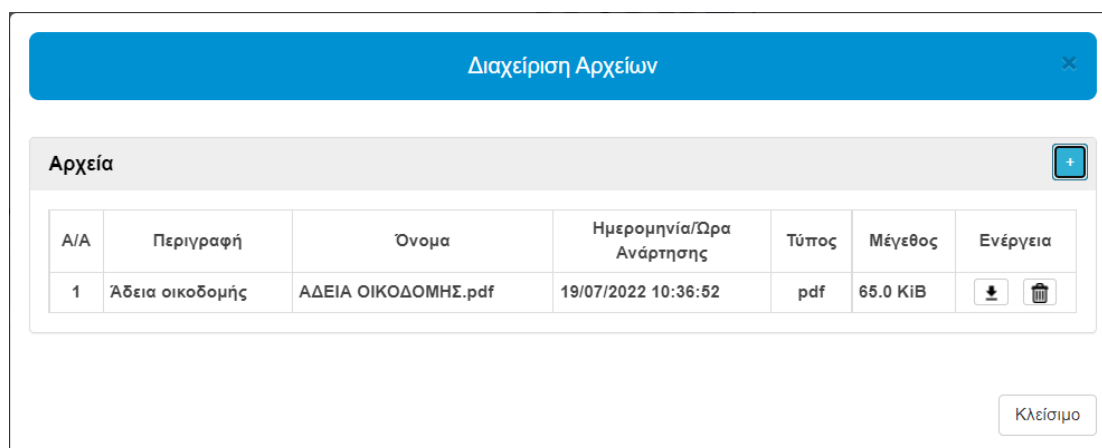 Διαχείριση Αρχείων ×
Αρχεία +
Α/Α Περιγραφή Όνομα Ημερομηνία/Ώρα Ανάρτησης Τύπος Μέγεθος Ενέργεια
1 Άδεια οικοδομής ΑΔΕΙΑ ΟΙΚΟΔΟΜΗΣ.pdf 19/07/2022 10:36:52 pdf 65.0 KiB
Κλείσιμο